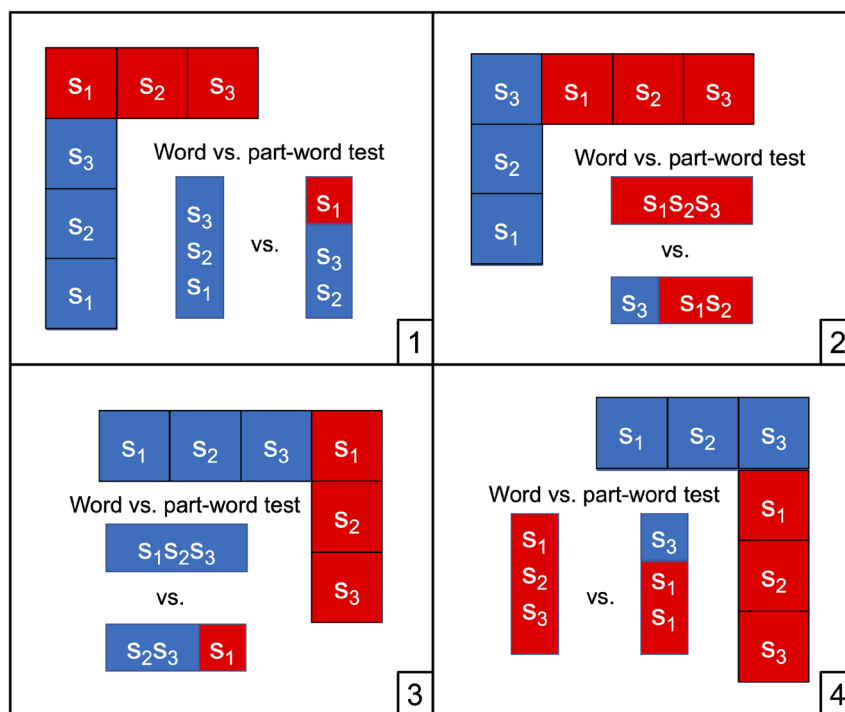 s₁ s₂ s₃
s₃
s₂
s₁
Word vs. part-word test
s₃
s₂
s₁
vs.
s₁
s₃
s₂
1
s₃ s₁ s₂ s₃
s₂
s₁
Word vs. part-word test
s₁s₂s₃
vs.
s₃ s₁s₂
2
s₁ s₂ s₃ s₁
s₂
s₃
Word vs. part-word test
s₁s₂s₃
vs.
s₂s₃ s₁
3
s₁ s₂ s₃
s₁
s₂
s₃
Word vs. part-word test
s₁
s₂
s₃
vs.
s₃
s₁
s₁
4